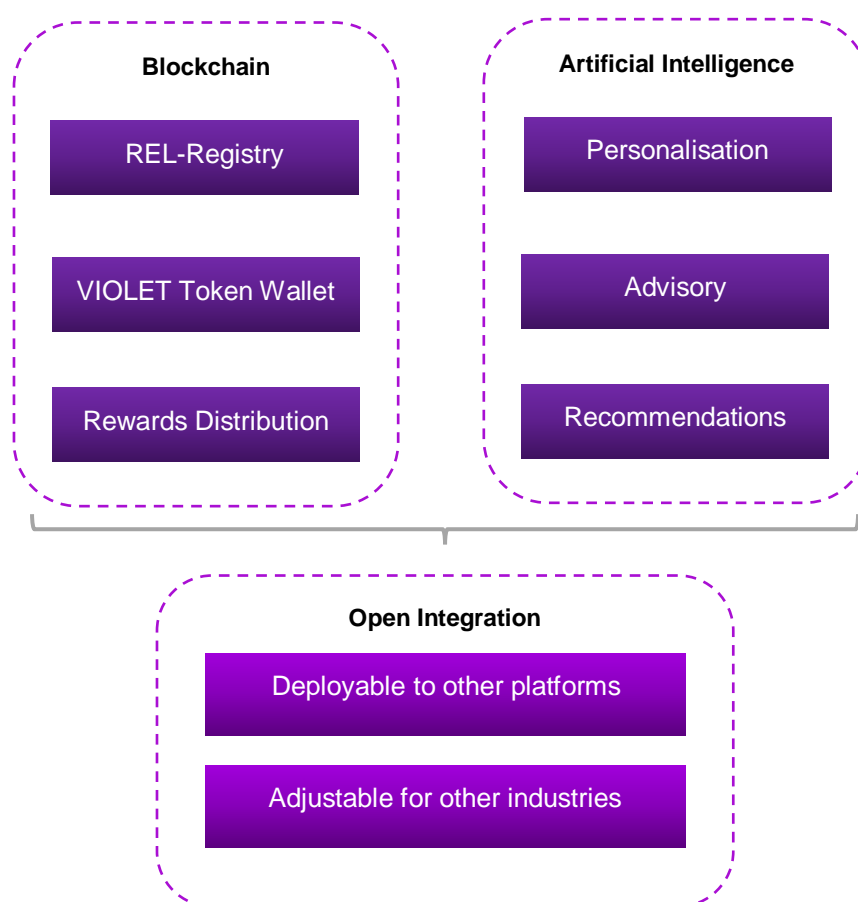 Blockchain
REL-Registry
VIOLET Token Wallet
Rewards Distribution
Artificial Intelligence
Personalisation
Advisory
Recommendations
Open Integration
Deployable to other platforms
Adjustable for other industries